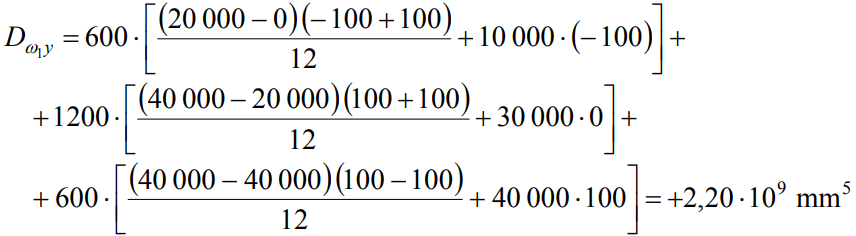 D_{ω₁y} = 600 · [ (20 000 − 0)(−100 + 100) / 12 + 10 000 · (−100) ] +
+ 1200 · [ (40 000 − 20 000)(100 + 100) / 12 + 30 000 · 0 ] +
+ 600 · [ (40 000 − 40 000)(100 − 100) / 12 + 40 000 · 100 ] = +2,20 · 10⁹ mm⁵